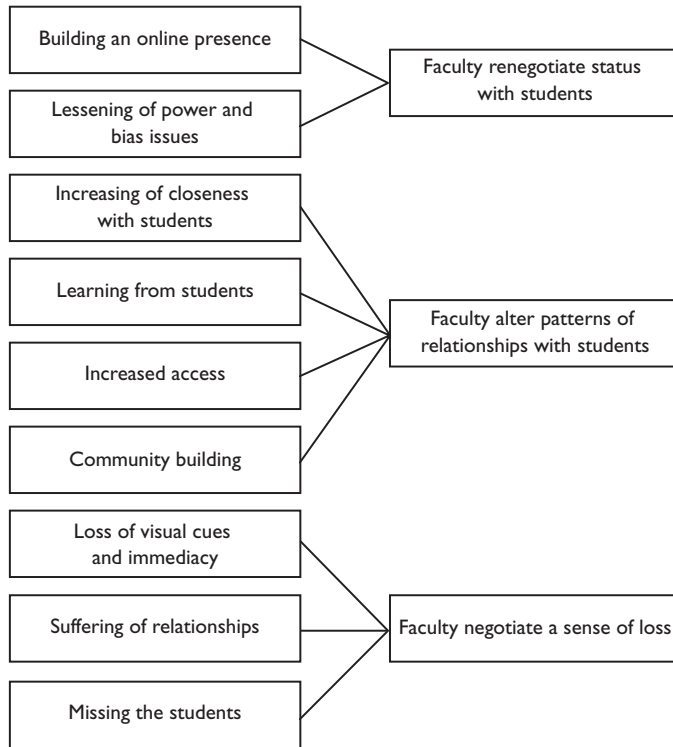 Building an online presence
Lessening of power and
bias issues
Faculty renegotiate status
with students
Increasing of closeness
with students
Learning from students
Increased access
Community building
Faculty alter patterns of
relationships with students
Loss of visual cues
and immediacy
Suffering of relationships
Missing the students
Faculty negotiate a sense of loss